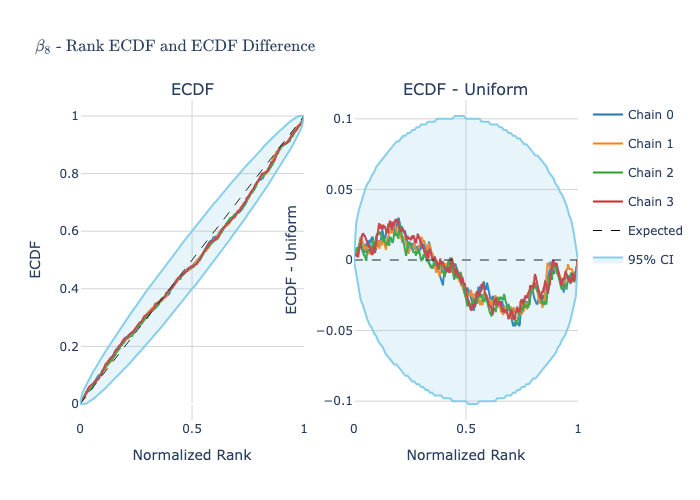 β₈ - Rank ECDF and ECDF Difference
ECDF
ECDF - Uniform
1
0.8
0.6
0.4
0.2
0
0
0.5
1
ECDF
Normalized Rank
0.1
0.05
0
−0.05
−0.1
0
0.5
1
ECDF - Uniform
Normalized Rank
Chain 0
Chain 1
Chain 2
Chain 3
Expected
95% CI